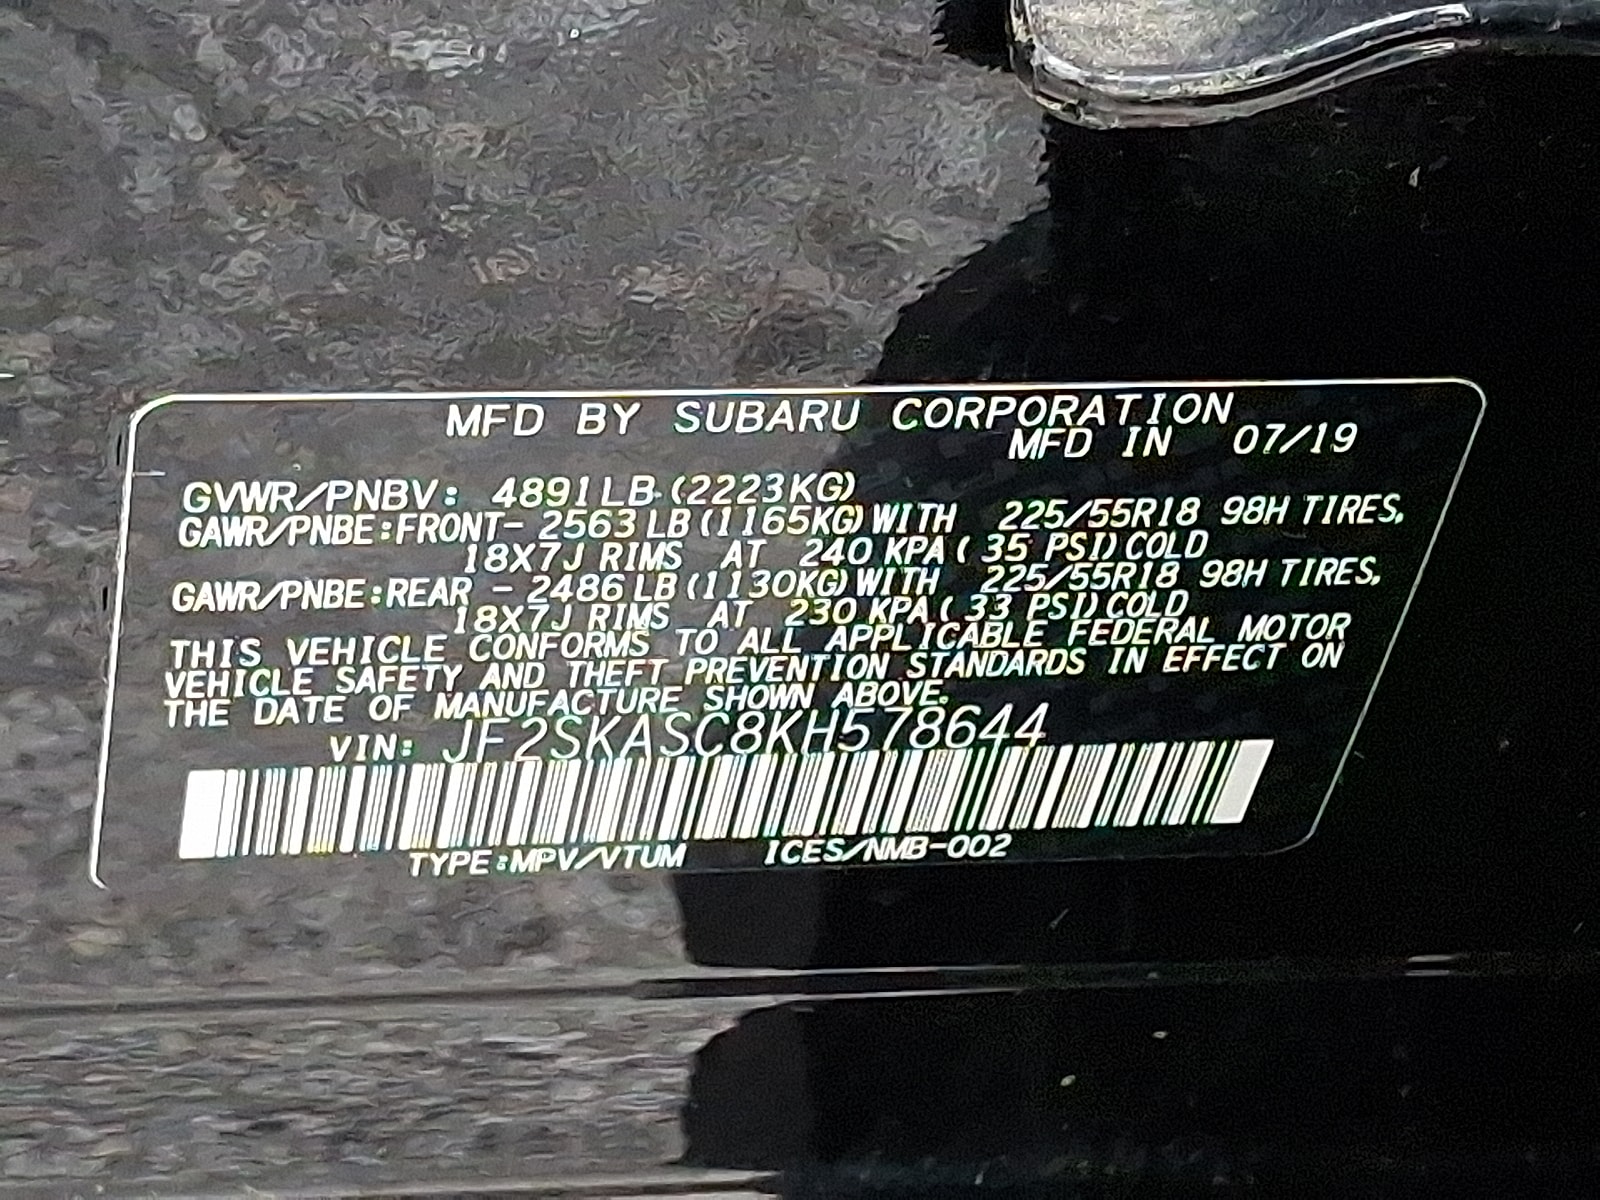 MFD BY SUBARU CORPORATION
MFD IN 07/19
GVWR/PNBV: 4891LB (2223KG)
GAWR/PNBE:FRONT- 2563 LB (1165KG) WITH 225/55R18 98H TIRES,
18X7J RIMS AT 240 KPA ( 35 PSI) COLD
GAWR/PNBE:REAR - 2486 LB (1130KG) WITH 225/55R18 98H TIRES,
18X7J RIMS AT 230 KPA ( 33 PSI) COLD
THIS VEHICLE CONFORMS TO ALL APPLICABLE FEDERAL MOTOR
VEHICLE SAFETY AND THEFT PREVENTION STANDARDS IN EFFECT ON
THE DATE OF MANUFACTURE SHOWN ABOVE.
VIN: JF2SKASC8KH578644
TYPE:MPV/VTUM ICES/NMB-002